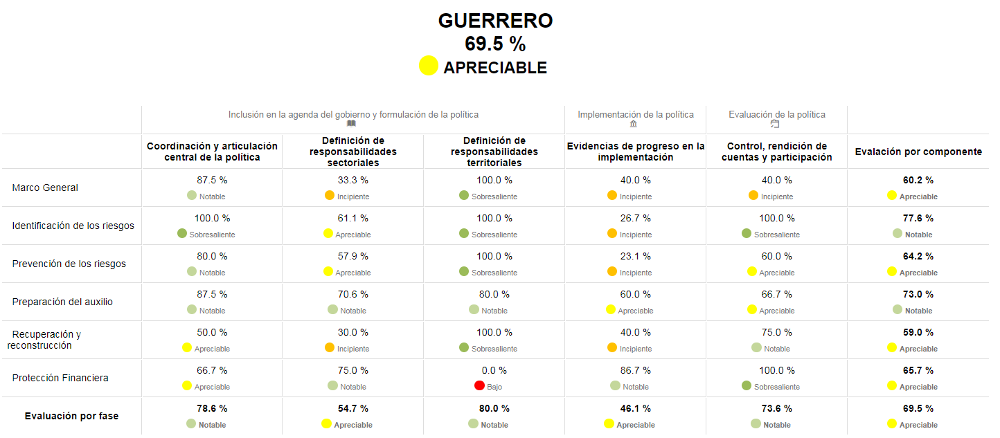 GUERRERO
69.5 %
APRECIABLE
Inclusión en la agenda del gobierno y formulación de la política
Implementación de la política
Evaluación de la política
Coordinación y articulación
central de la política
Definición de
responsabilidades
sectoriales
Definición de
responsabilidades
territoriales
Evidencias de progreso en la
implementación
Control, rendición de
cuentas y participación
Evalación por componente
Marco General
87.5 %
Notable
33.3 %
Incipiente
100.0 %
Sobresaliente
40.0 %
Incipiente
40.0 %
Incipiente
60.2 %
Apreciable
Identificación de los riesgos
100.0 %
Sobresaliente
61.1 %
Apreciable
100.0 %
Sobresaliente
26.7 %
Incipiente
100.0 %
Sobresaliente
77.6 %
Notable
Prevención de los riesgos
80.0 %
Notable
57.9 %
Apreciable
100.0 %
Sobresaliente
23.1 %
Incipiente
60.0 %
Apreciable
64.2 %
Apreciable
Preparación del auxilio
87.5 %
Notable
70.6 %
Notable
80.0 %
Notable
60.0 %
Apreciable
66.7 %
Apreciable
73.0 %
Notable
Recuperación y
reconstrucción
50.0 %
Apreciable
30.0 %
Incipiente
100.0 %
Sobresaliente
40.0 %
Incipiente
75.0 %
Notable
59.0 %
Apreciable
Protección Financiera
66.7 %
Apreciable
75.0 %
Notable
0.0 %
Bajo
86.7 %
Notable
100.0 %
Sobresaliente
65.7 %
Apreciable
Evaluación por fase
78.6 %
Notable
54.7 %
Apreciable
80.0 %
Notable
46.1 %
Apreciable
73.6 %
Notable
69.5 %
Apreciable